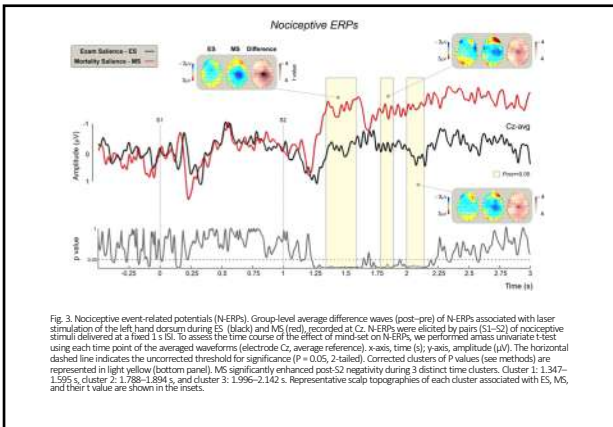 Nociceptive ERPs
Exam Salience - ES
Mortality Salience - MS
ES MS Difference
S1
S2
Cz-avg
Amplitude (µV)
-1
0
1
p value
1
0.05
-0.25 0 0.25 0.5 0.75 1 1.25 1.5 1.75 2 2.25 2.5 2.75 3
Time (s)
Fig. 3. Nociceptive event-related potentials (N-ERPs). Group-level average difference waves (post–pre) of N-ERPs associated with laser
stimulation of the left hand dorsum during ES (black) and MS (red), recorded at Cz. N-ERPs were elicited by pairs (S1–S2) of nociceptive
stimuli delivered at a fixed 1 s ISI. To assess the time course of the effect of mind-set on N-ERPs, we performed amass univariate t-test
using each time point of the averaged waveforms (electrode Cz, average reference). x-axis, time (s); y-axis, amplitude (µV). The horizontal
dashed line indicates the uncorrected threshold for significance (P = 0.05, 2-tailed). Corrected clusters of P values (see methods) are
represented in light yellow (bottom panel). MS significantly enhanced post-S2 negativity during 3 distinct time clusters. Cluster 1: 1.347–
1.595 s, cluster 2: 1.788–1.894 s, and cluster 3: 1.996–2.142 s. Representative scalp topographies of each cluster associated with ES, MS,
and their t value are shown in the insets.